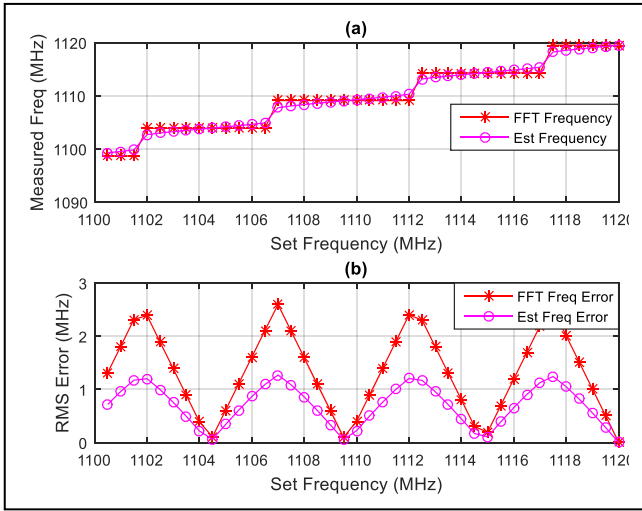 (a)
Measured Freq (MHz)
1120
1110
1100
1090
FFT Frequency
Est Frequency
1100 1102 1104 1106 1108 1110 1112 1114 1116 1118 1120
Set Frequency (MHz)
(b)
RMS Error (MHz)
3
2
1
0
FFT Freq Error
Est Freq Error
1100 1102 1104 1106 1108 1110 1112 1114 1116 1118 1120
Set Frequency (MHz)